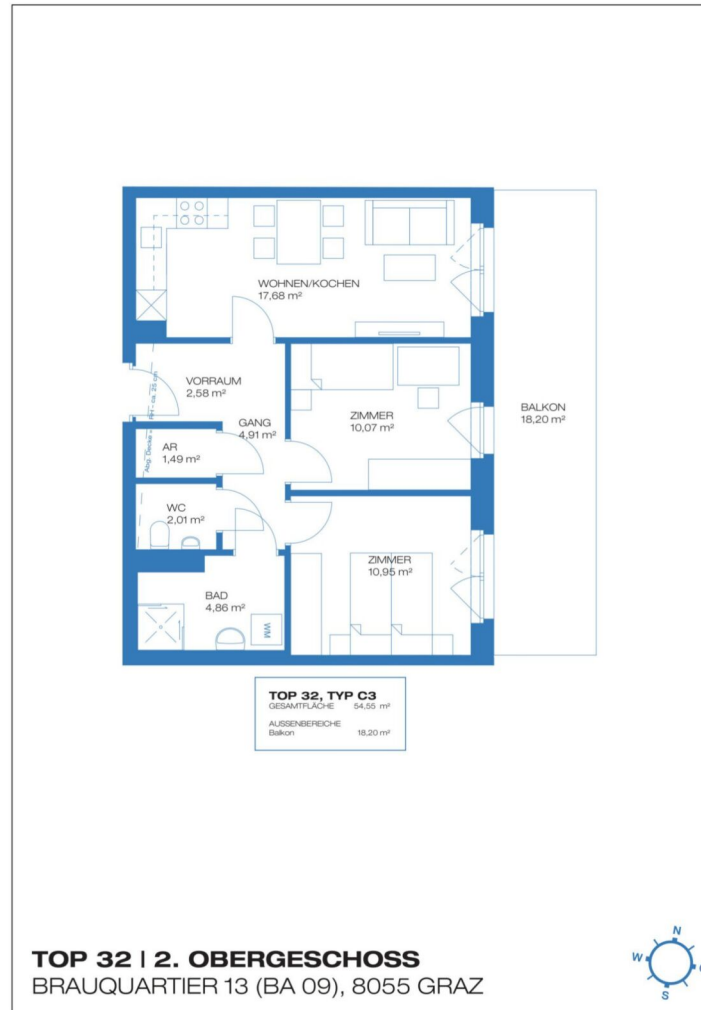 WOHNEN/KOCHEN
17,68 m²
VORRAUM
2,58 m²
GANG
4,91 m²
ZIMMER
10,07 m²
BALKON
18,20 m²
AR
1,49 m²
WC
2,01 m²
ZIMMER
10,95 m²
BAD
4,86 m²
WM
TOP 32, TYP C3
GESAMTFLÄCHE 54,55 m²
AUSSENBEREICHE
Balkon 18,20 m²
TOP 32 | 2. OBERGESCHOSS
BRAUQUARTIER 13 (BA 09), 8055 GRAZ
N
W
S